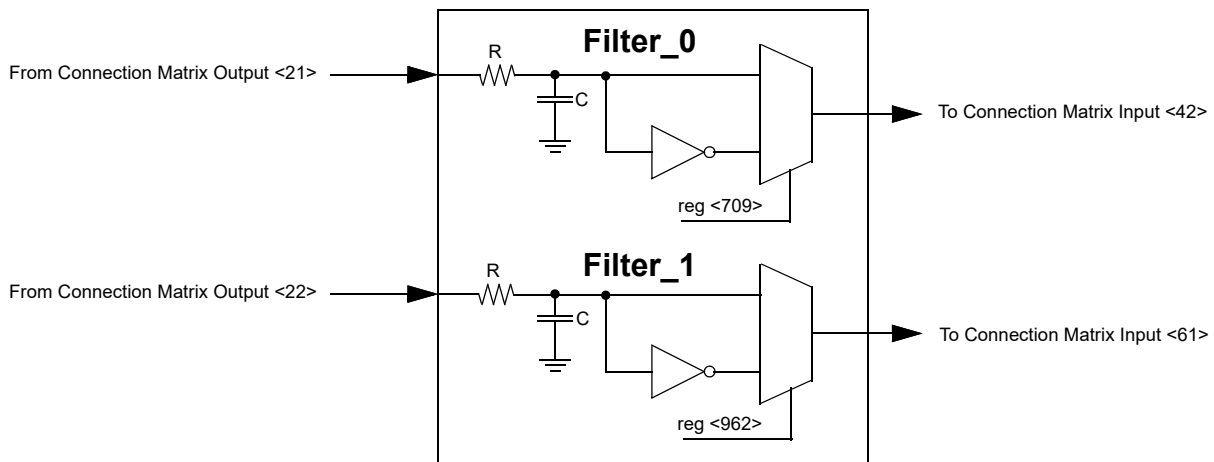 Filter_0
R
From Connection Matrix Output <21>
C
To Connection Matrix Input <42>
reg <709>
Filter_1
R
From Connection Matrix Output <22>
C
To Connection Matrix Input <61>
reg <962>